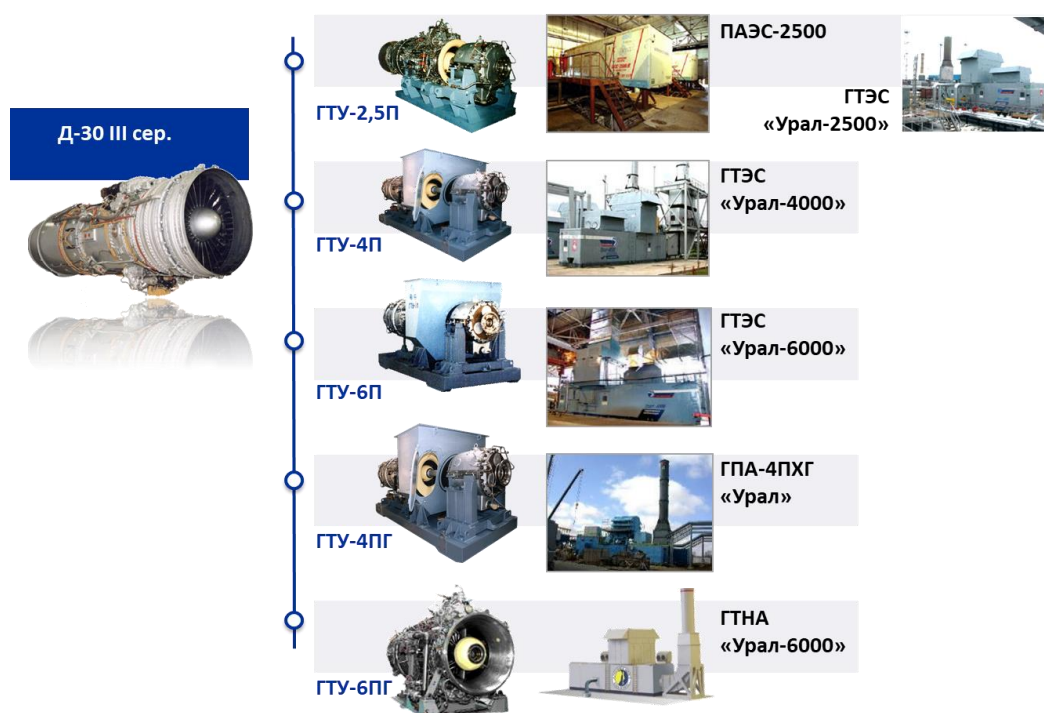 Д-30 III сер.
ГТУ-2,5П
ПАЭС-2500
ГТЭС
«Урал-2500»
ГТУ-4П
ГТЭС
«Урал-4000»
ГТУ-6П
ГТЭС
«Урал-6000»
ГТУ-4ПГ
ГПА-4ПХГ
«Урал»
ГТУ-6ПГ
ГТНА
«Урал-6000»